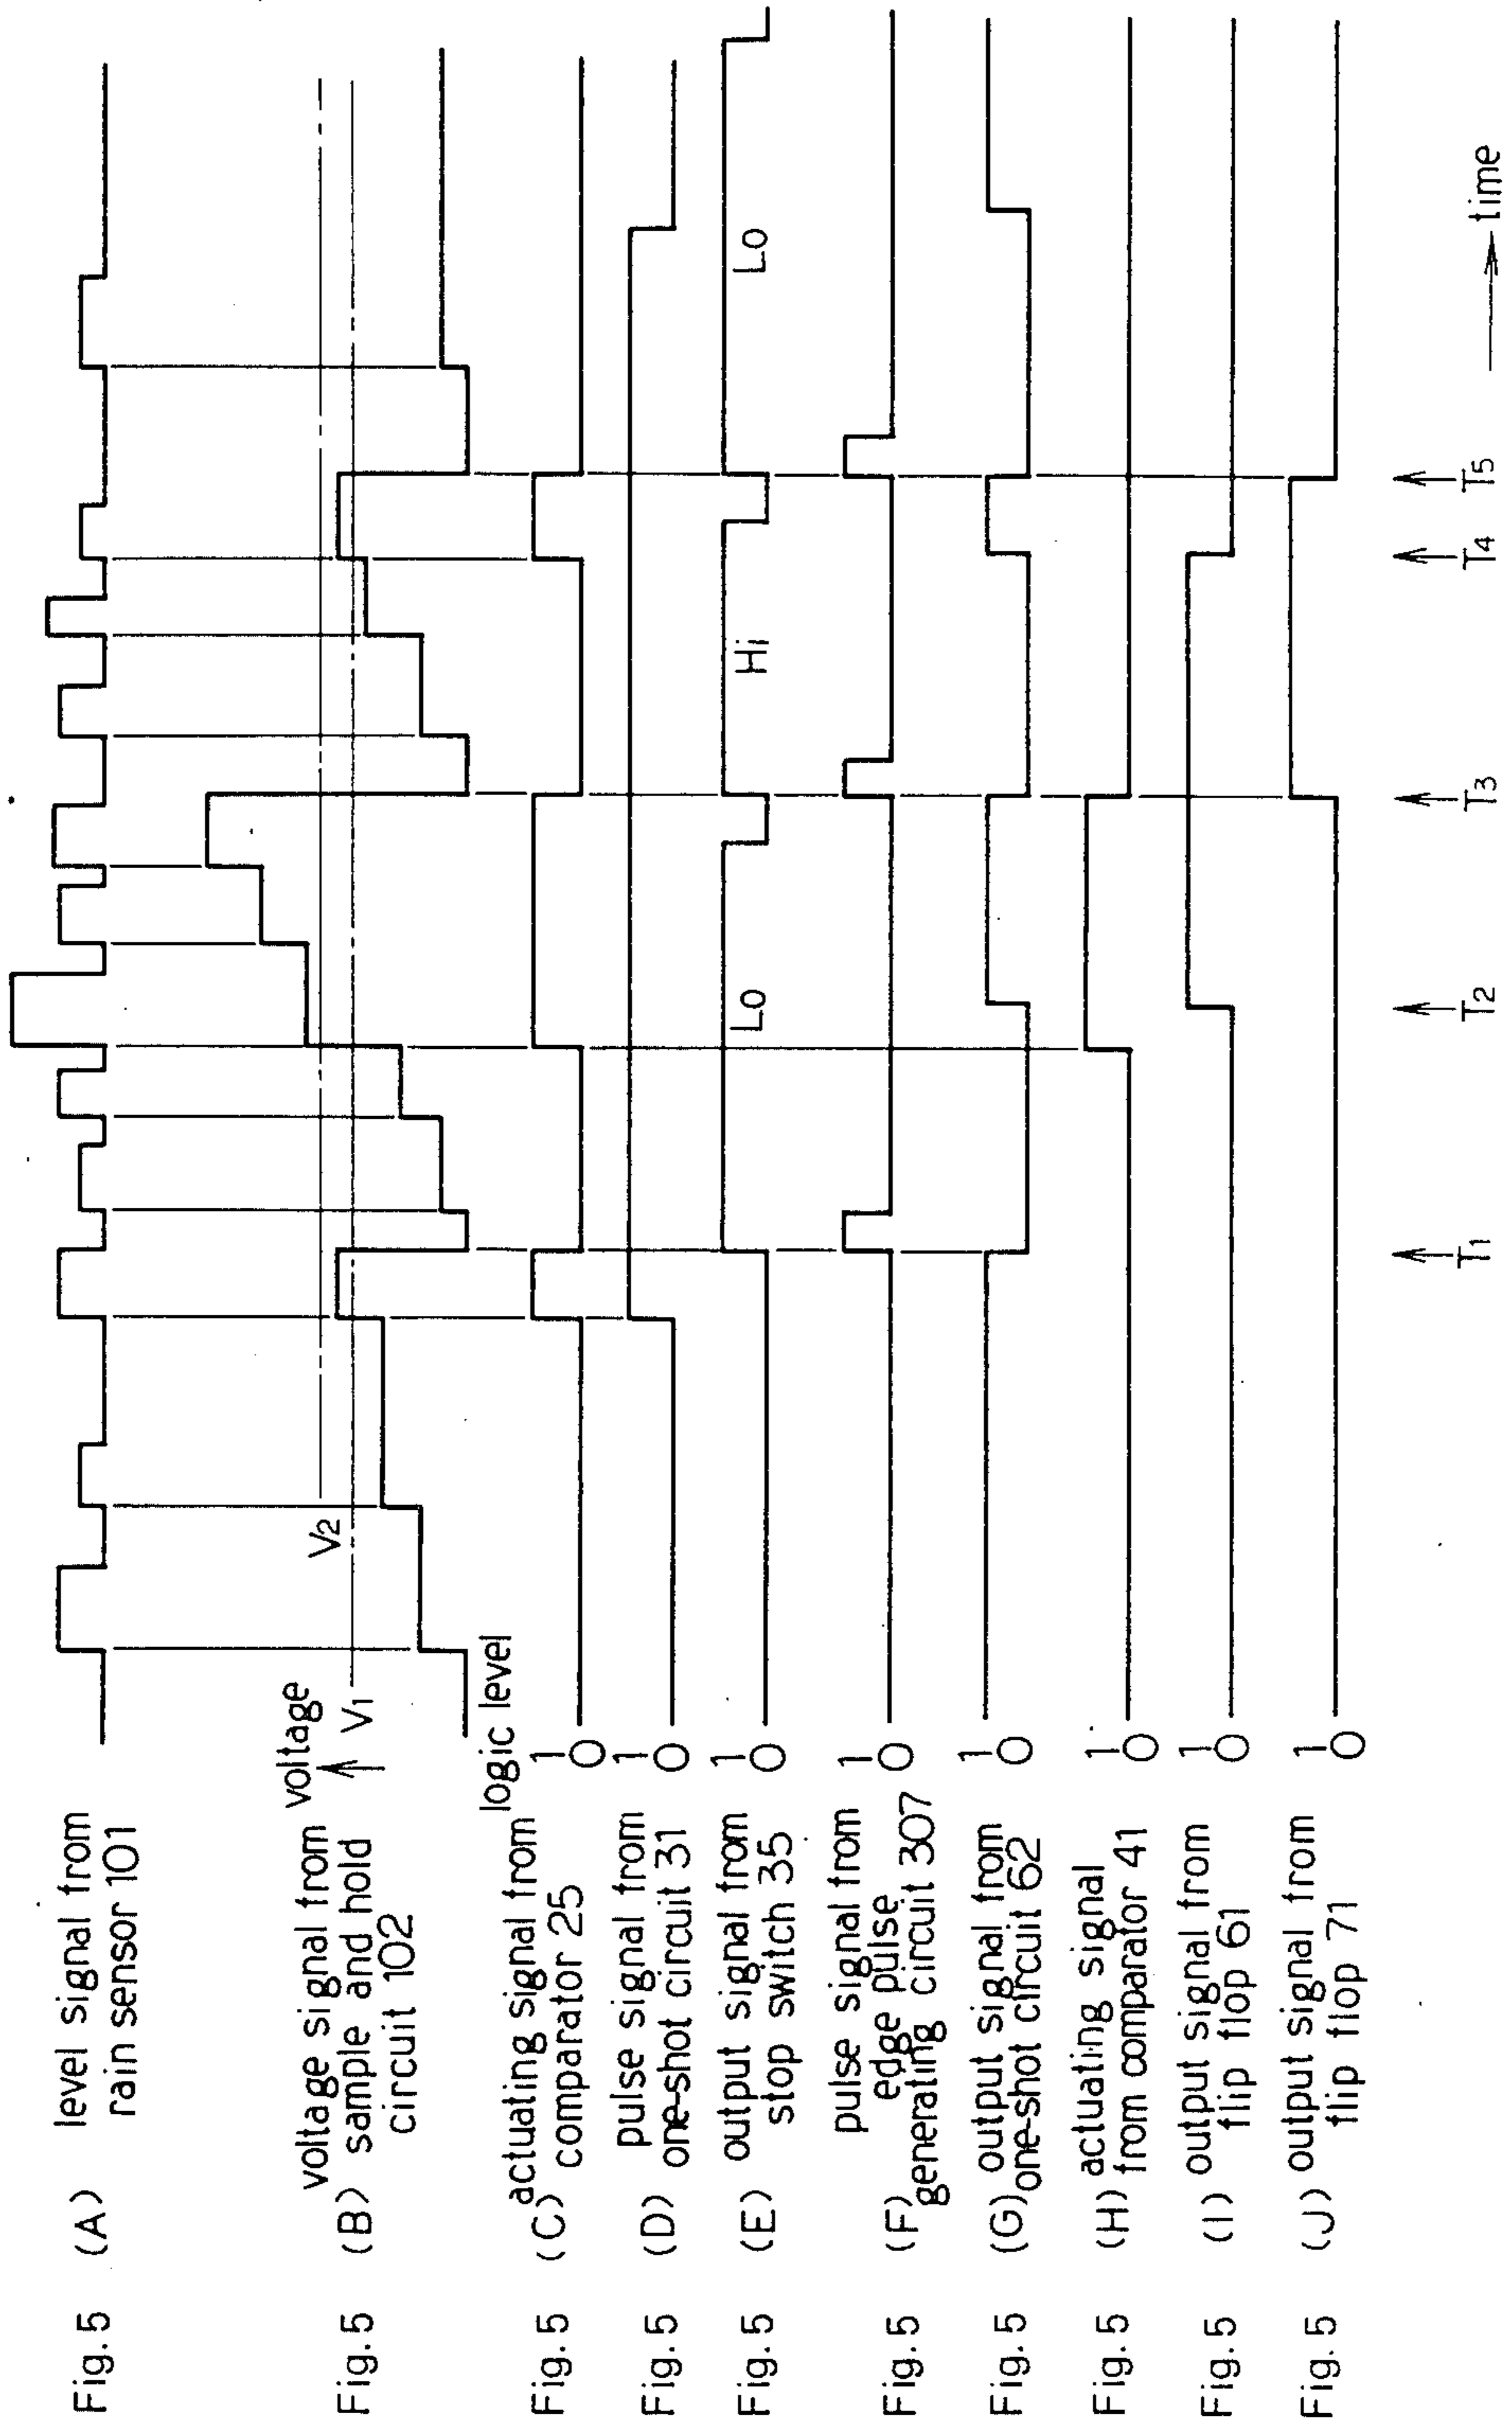 Fig. 5 (A) level signal from
rain sensor 101
voltage
V2
V1
Fig. 5 (B) voltage signal from
sample and hold
circuit 102
logic level
Fig. 5 (C) actuating signal from
comparator 25
1
0
Fig. 5 (D) pulse signal from
one-shot circuit 31
1
0
Fig. 5 (E) output signal from
stop switch 35
1
0
Lo
Hi
Lo
Fig. 5 (F) pulse signal from
edge pulse
generating circuit 307
1
0
Fig. 5 (G) output signal from
one-shot circuit 62
1
0
Fig. 5 (H) actuating signal
from comparator 41
1
0
Fig. 5 (I) output signal from
flip flop 61
1
0
Fig. 5 (J) output signal from
flip flop 71
1
0
T1
T2
T3
T4
T5
time